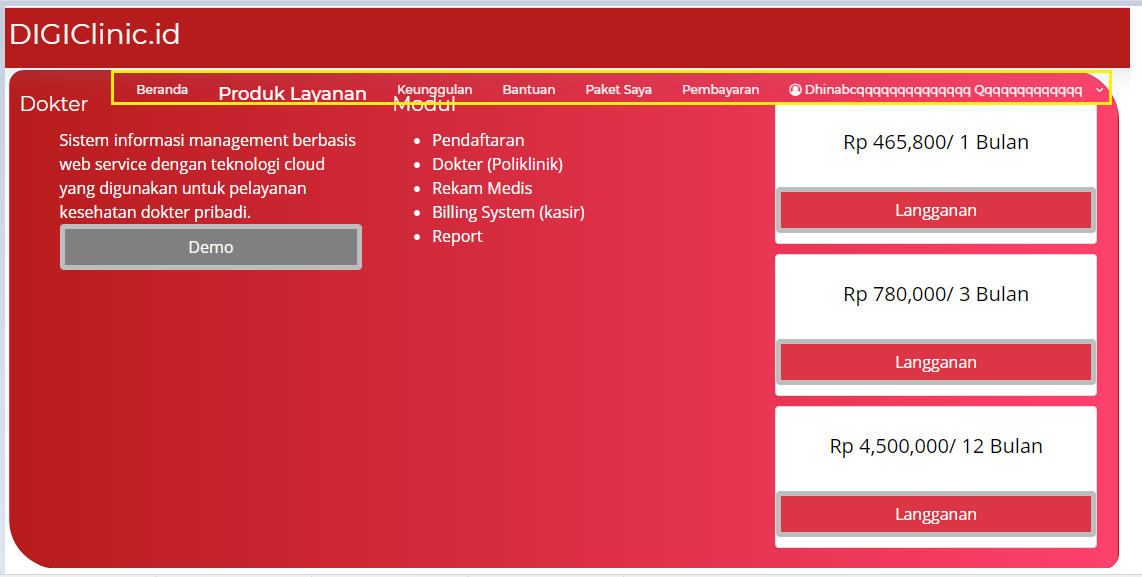 DIGIClinic.id
Beranda Produk Layanan Keunggulan Bantuan Paket Saya Pembayaran Dhinabcqqqqqqqqqqqqqq Qqqqqqqqqqqqq
Dokter
Sistem informasi management berbasis
web service dengan teknologi cloud
yang digunakan untuk pelayanan
kesehatan dokter pribadi.
Demo
Modul
Pendaftaran
Dokter (Poliklinik)
Rekam Medis
Billing System (kasir)
Report
Rp 465,800/ 1 Bulan
Langganan
Rp 780,000/ 3 Bulan
Langganan
Rp 4,500,000/ 12 Bulan
Langganan